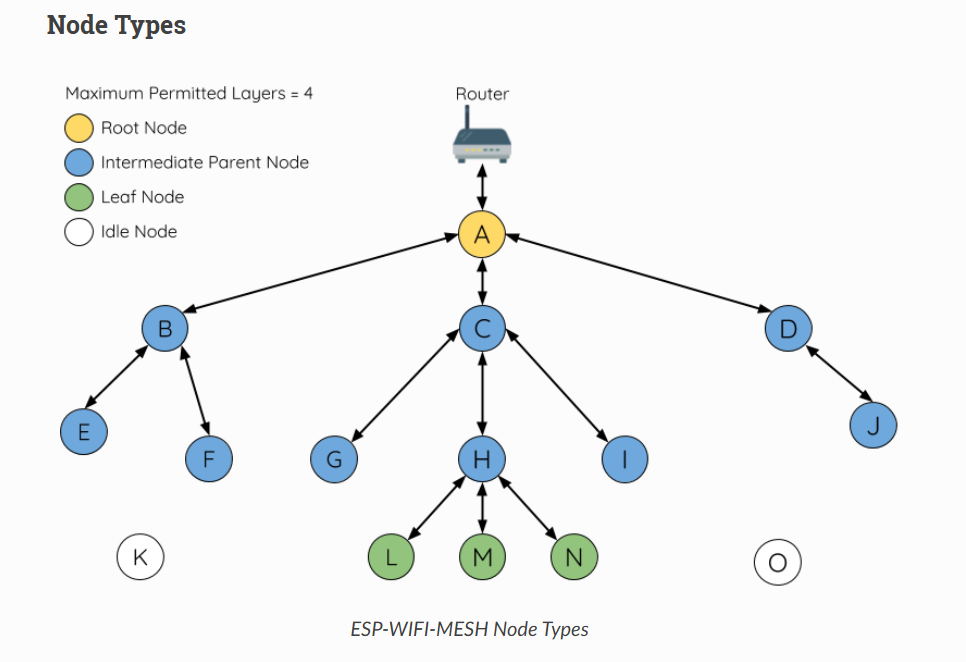 Node Types
Maximum Permitted Layers = 4
Router
Root Node
Intermediate Parent Node
Leaf Node
Idle Node
A
B
C
D
E
F
G
H
I
J
K
L
M
N
O
ESP-WIFI-MESH Node Types